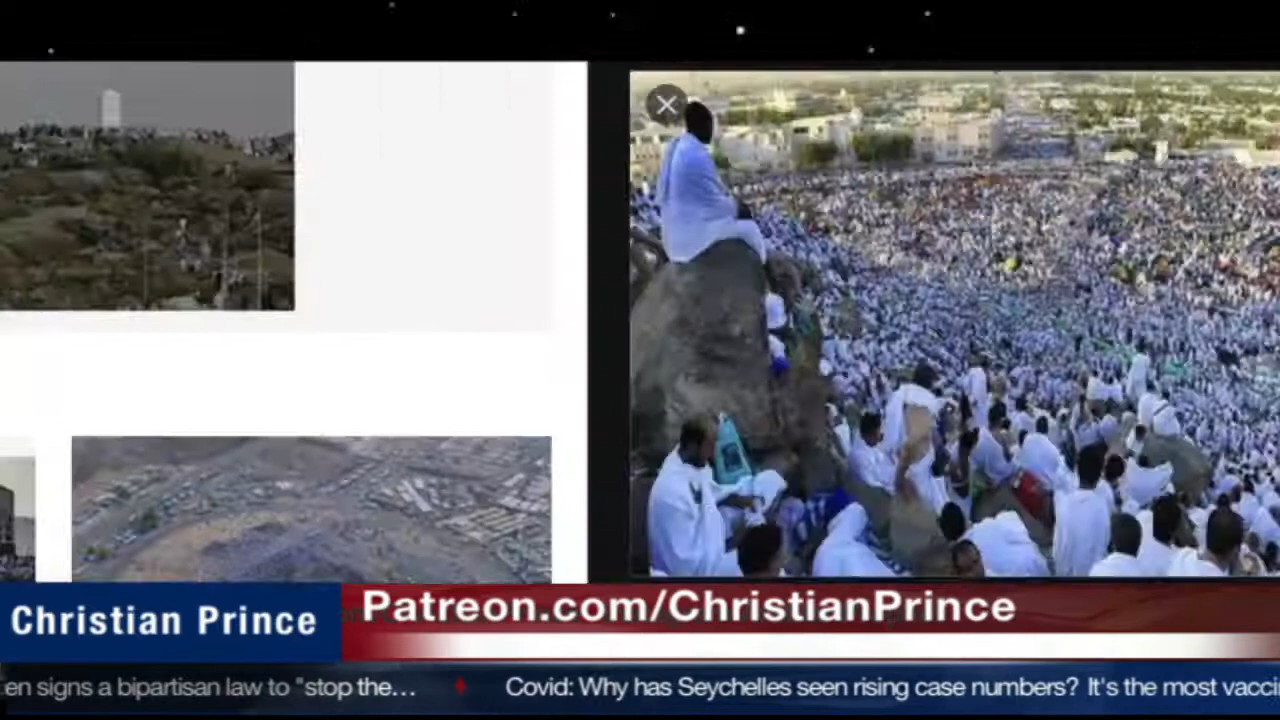 Christian Prince
Patreon.com/ChristianPrince
en signs a bipartisan law to "stop the... Covid: Why has Seychelles seen rising case numbers? It's the most vacci